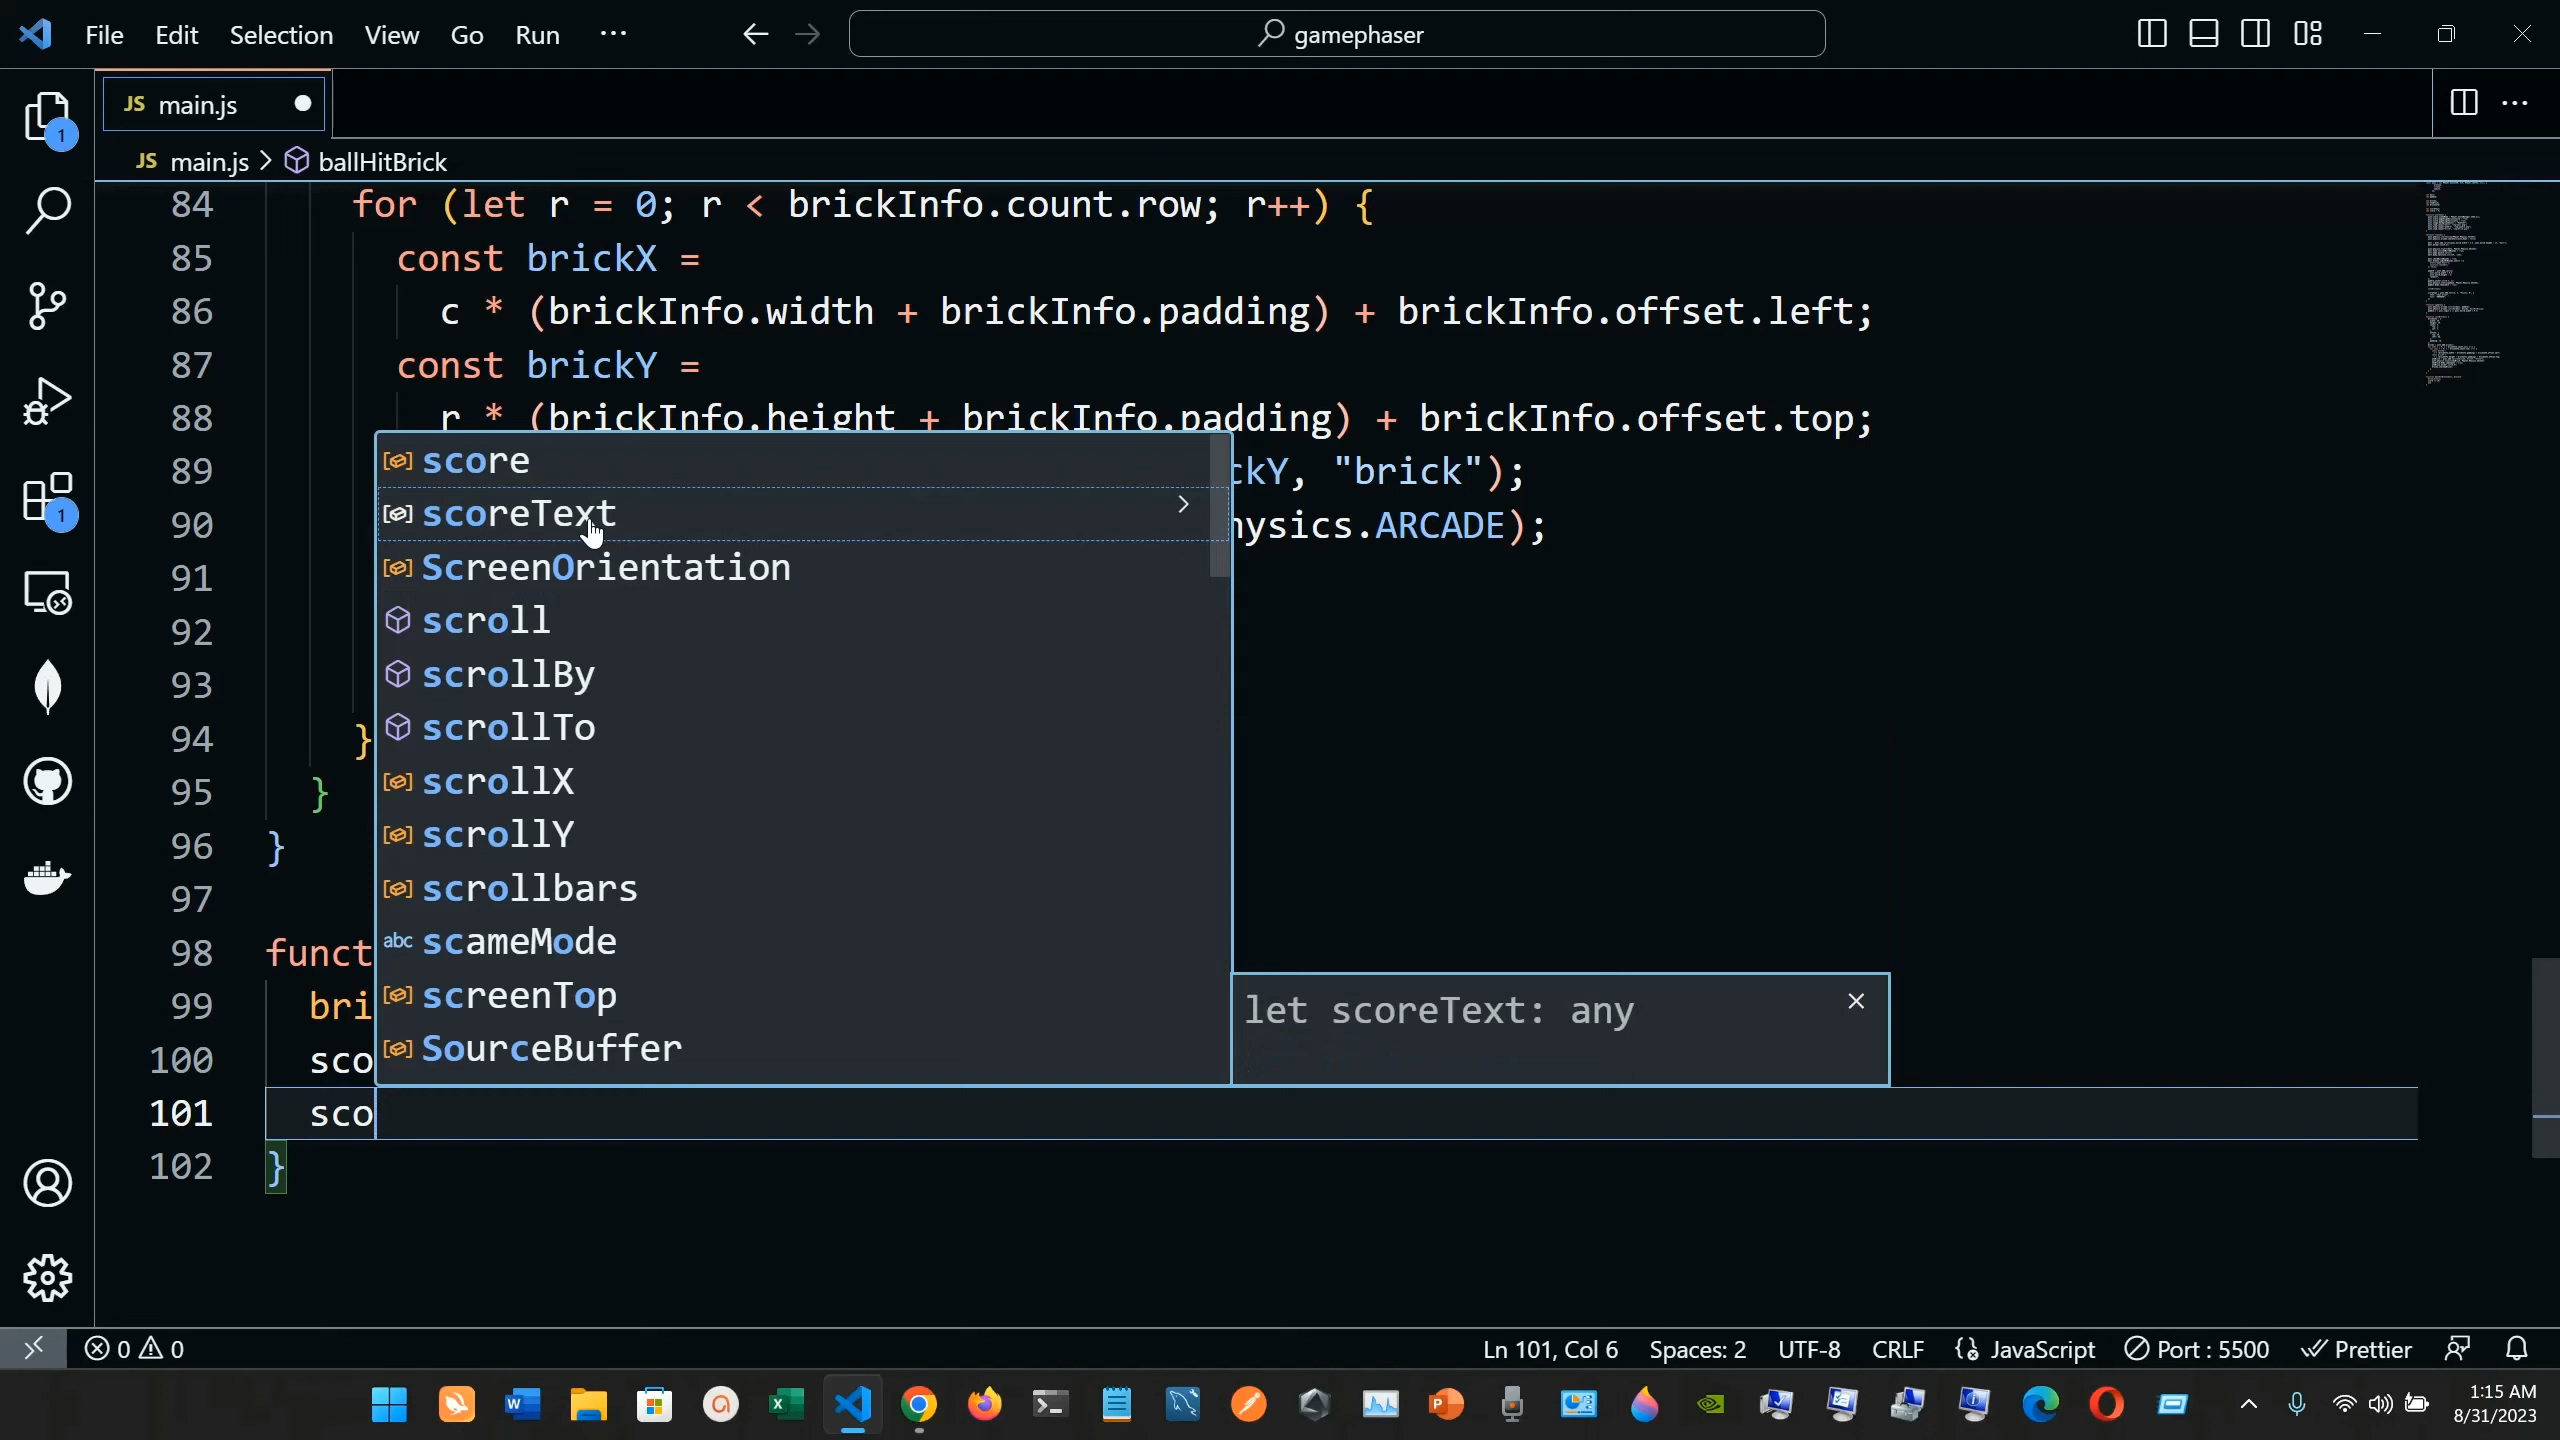 File Edit Selection View Go Run ··· gamephaser
JS main.js
JS main.js > ballHitBrick
84 for (let r = 0; r < brickInfo.count.row; r++) {
85 const brickX =
86 c * (brickInfo.width + brickInfo.padding) + brickInfo.offset.left;
87 const brickY =
88 r * (brickInfo.height + brickInfo.padding) + brickInfo.offset.top;
89 ckY, "brick");
90 hysics.ARCADE);
91
92
93
94 }
95 }
96 }
97
98 funct
99 bri
100 sco
101 sco
102 }
score
scoreText
ScreenOrientation
scroll
scrollBy
scrollTo
scrollX
scrollY
scrollbars
abc scameMode
screenTop
SourceBuffer
let scoreText: any
1
1
0 0 Ln 101, Col 6 Spaces: 2 UTF-8 CRLF JavaScript Port : 5500 Prettier
1:15 AM
8/31/2023